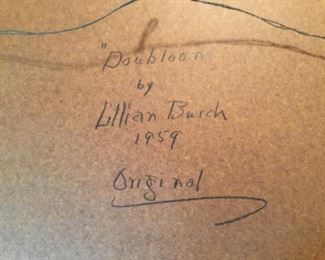 "Doubloons
by
Lillian Burch
1959
Original